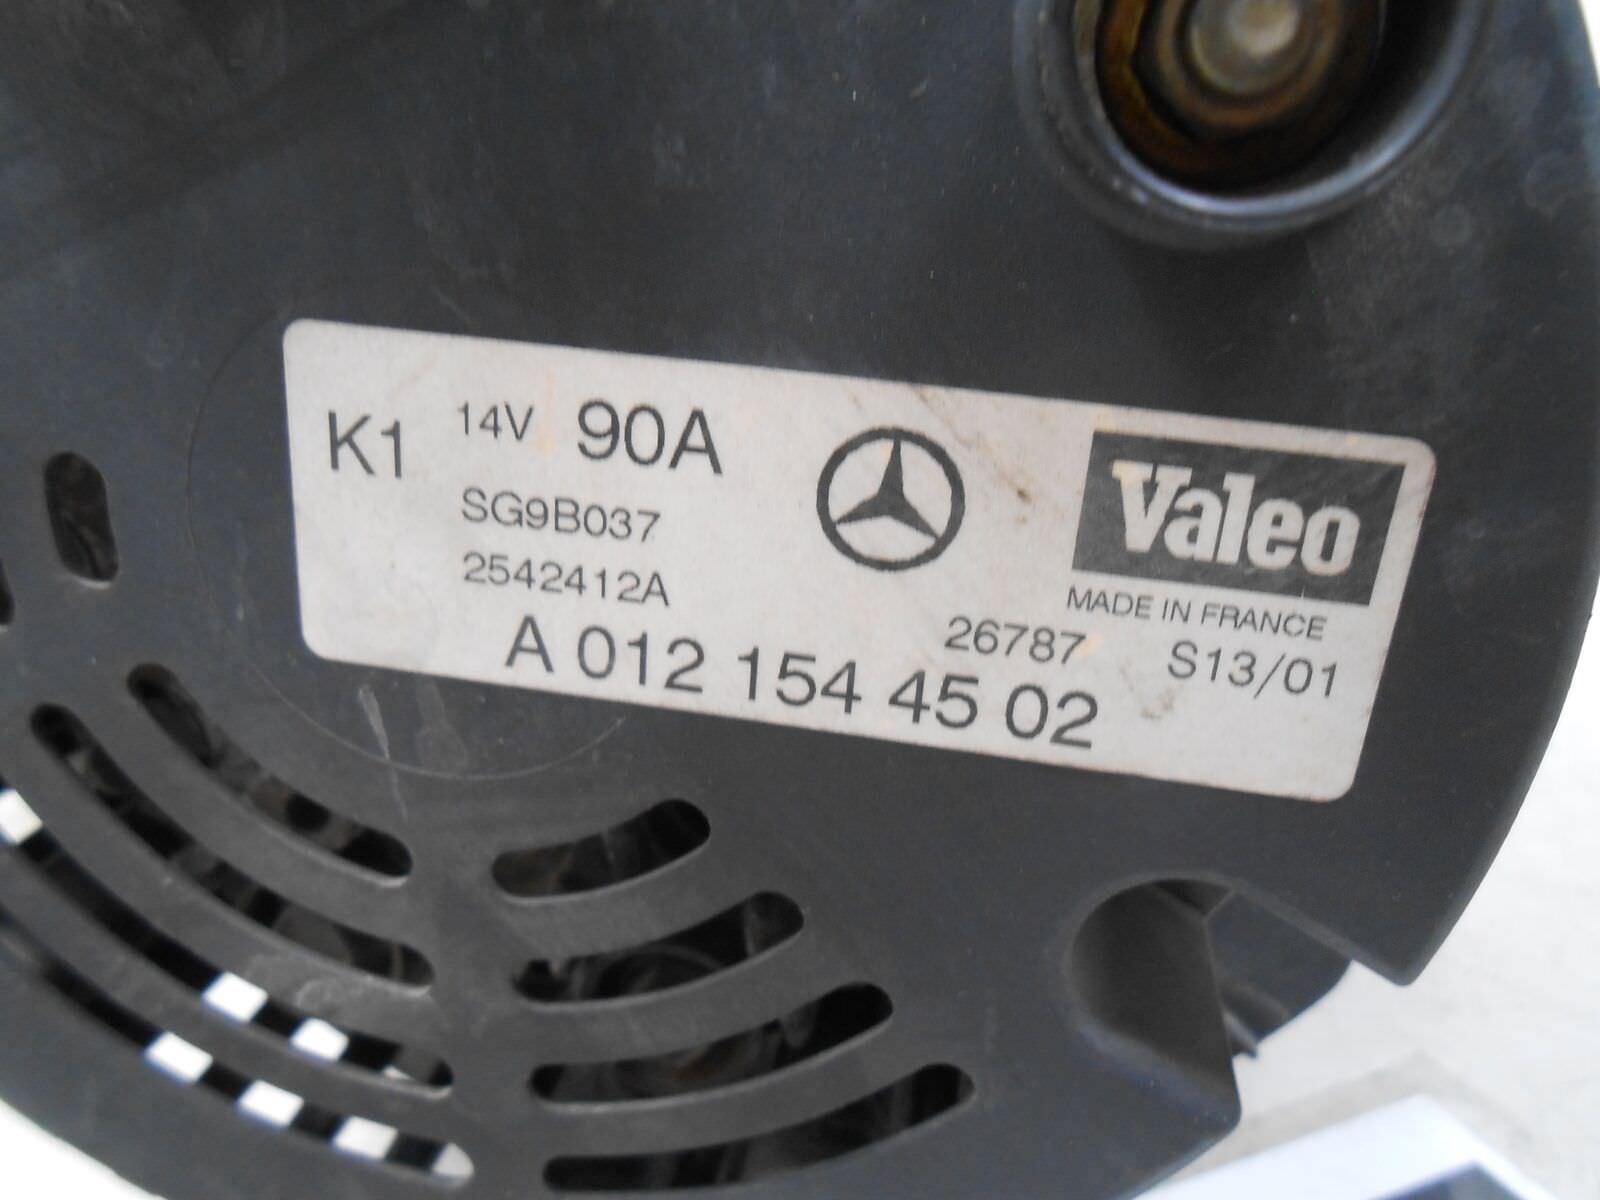 K1 14V 90A
SG9B037
2542412A
Valeo
MADE IN FRANCE
26787 S13/01
A 012 154 45 02